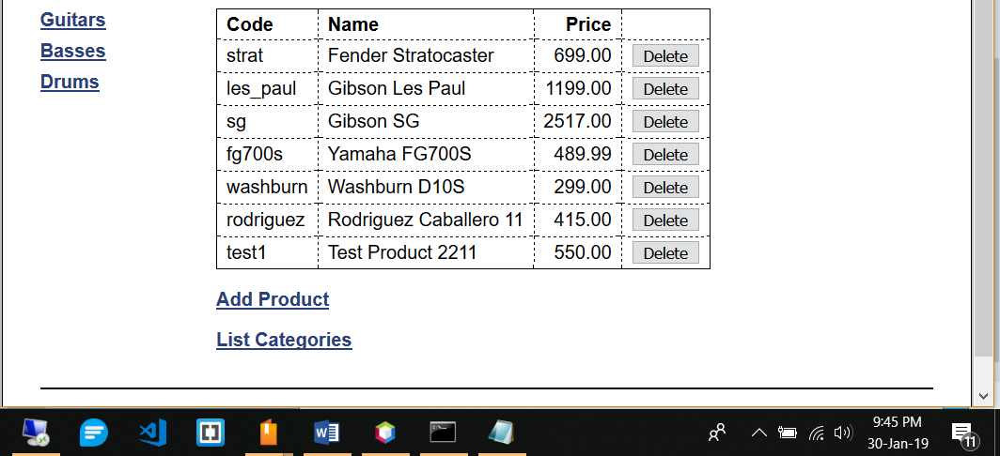 Guitars
Basses
Drums
Code Name Price
strat Fender Stratocaster 699.00 Delete
les_paul Gibson Les Paul 1199.00 Delete
sg Gibson SG 2517.00 Delete
fg700s Yamaha FG700S 489.99 Delete
washburn Washburn D10S 299.00 Delete
rodriguez Rodriguez Caballero 11 415.00 Delete
test1 Test Product 2211 550.00 Delete
Add Product
List Categories
9:45 PM
30-Jan-19
11